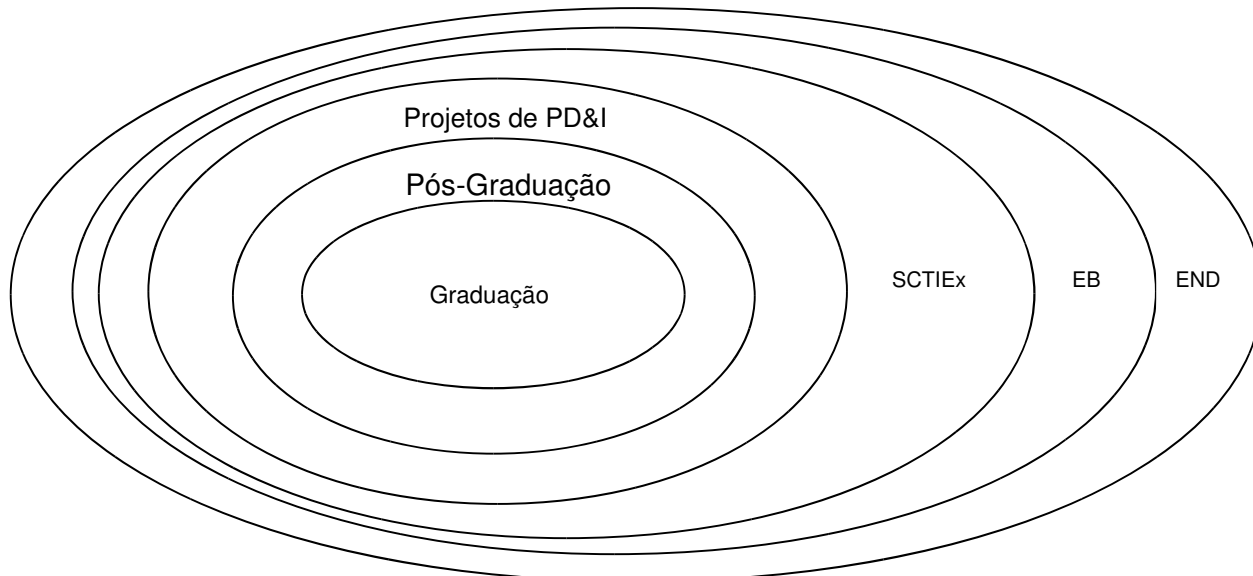 Projetos de PD&I
Pós-Graduação
Graduação
SCTIEx
EB
END